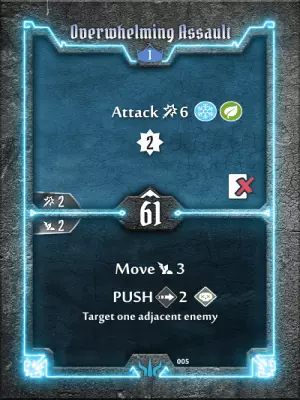 Overwhelming Assault
1
Attack 6
2
2
61
2
Move 3
PUSH 2
Target one adjacent enemy
005